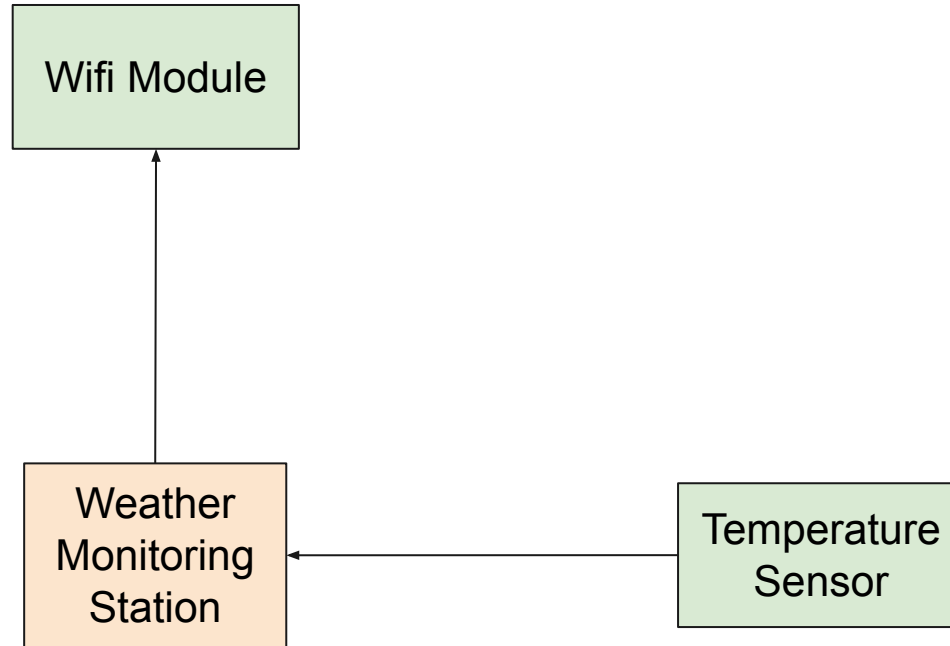 Wifi Module
Weather
Monitoring
Station
Temperature
Sensor